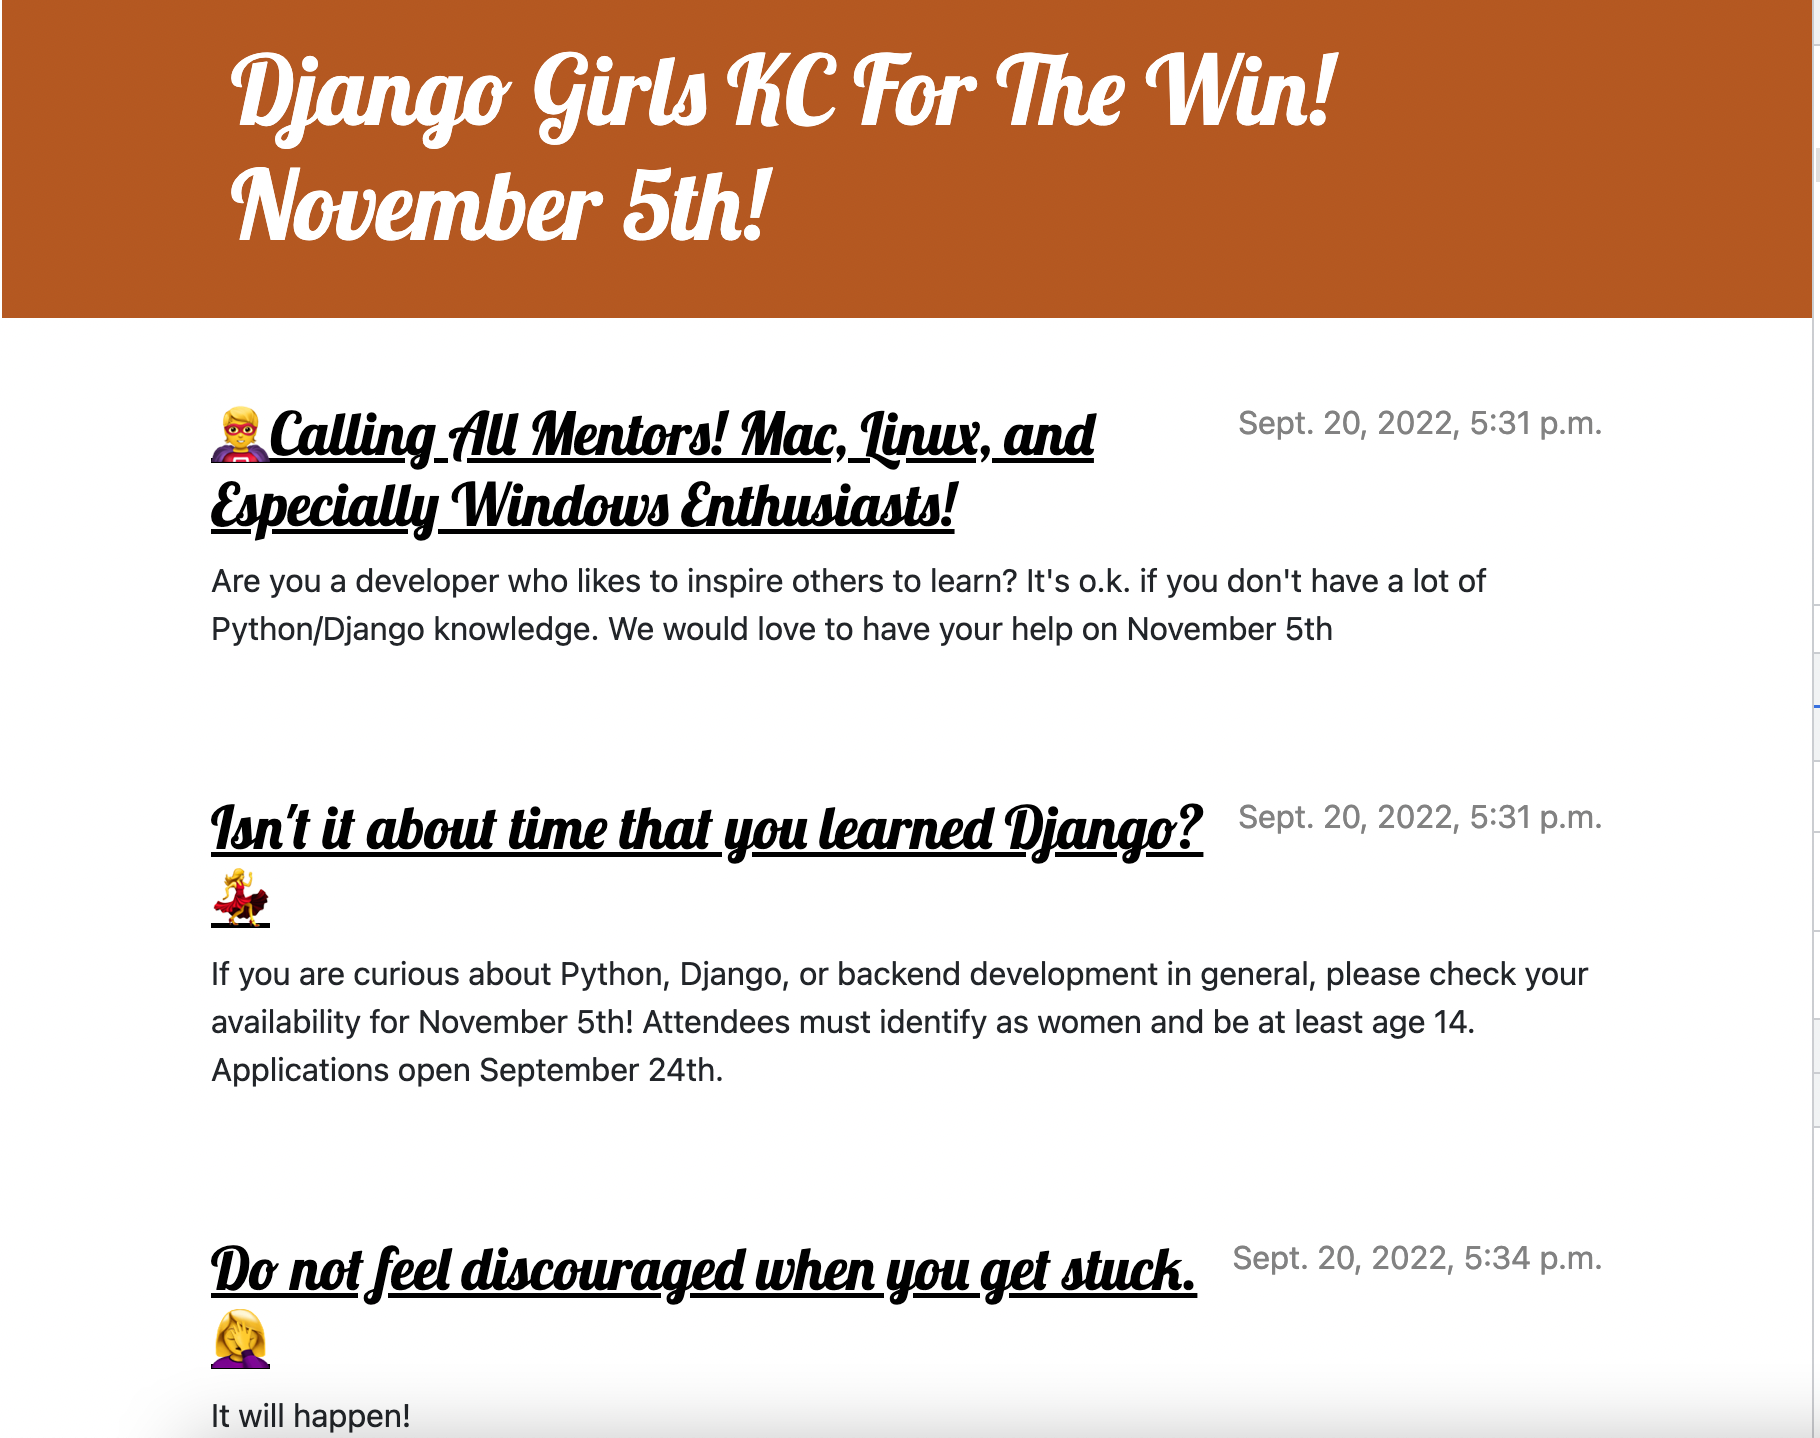 Django Girls KC For The Win!
November 5th!
🦸Calling All Mentors! Mac, Linux, and
Especially Windows Enthusiasts!
Sept. 20, 2022, 5:31 p.m.
Are you a developer who likes to inspire others to learn? It's o.k. if you don't have a lot of
Python/Django knowledge. We would love to have your help on November 5th
Isn't it about time that you learned Django?
💃
Sept. 20, 2022, 5:31 p.m.
If you are curious about Python, Django, or backend development in general, please check your
availability for November 5th! Attendees must identify as women and be at least age 14.
Applications open September 24th.
Do not feel discouraged when you get stuck.
🤦‍♀️
Sept. 20, 2022, 5:34 p.m.
It will happen!